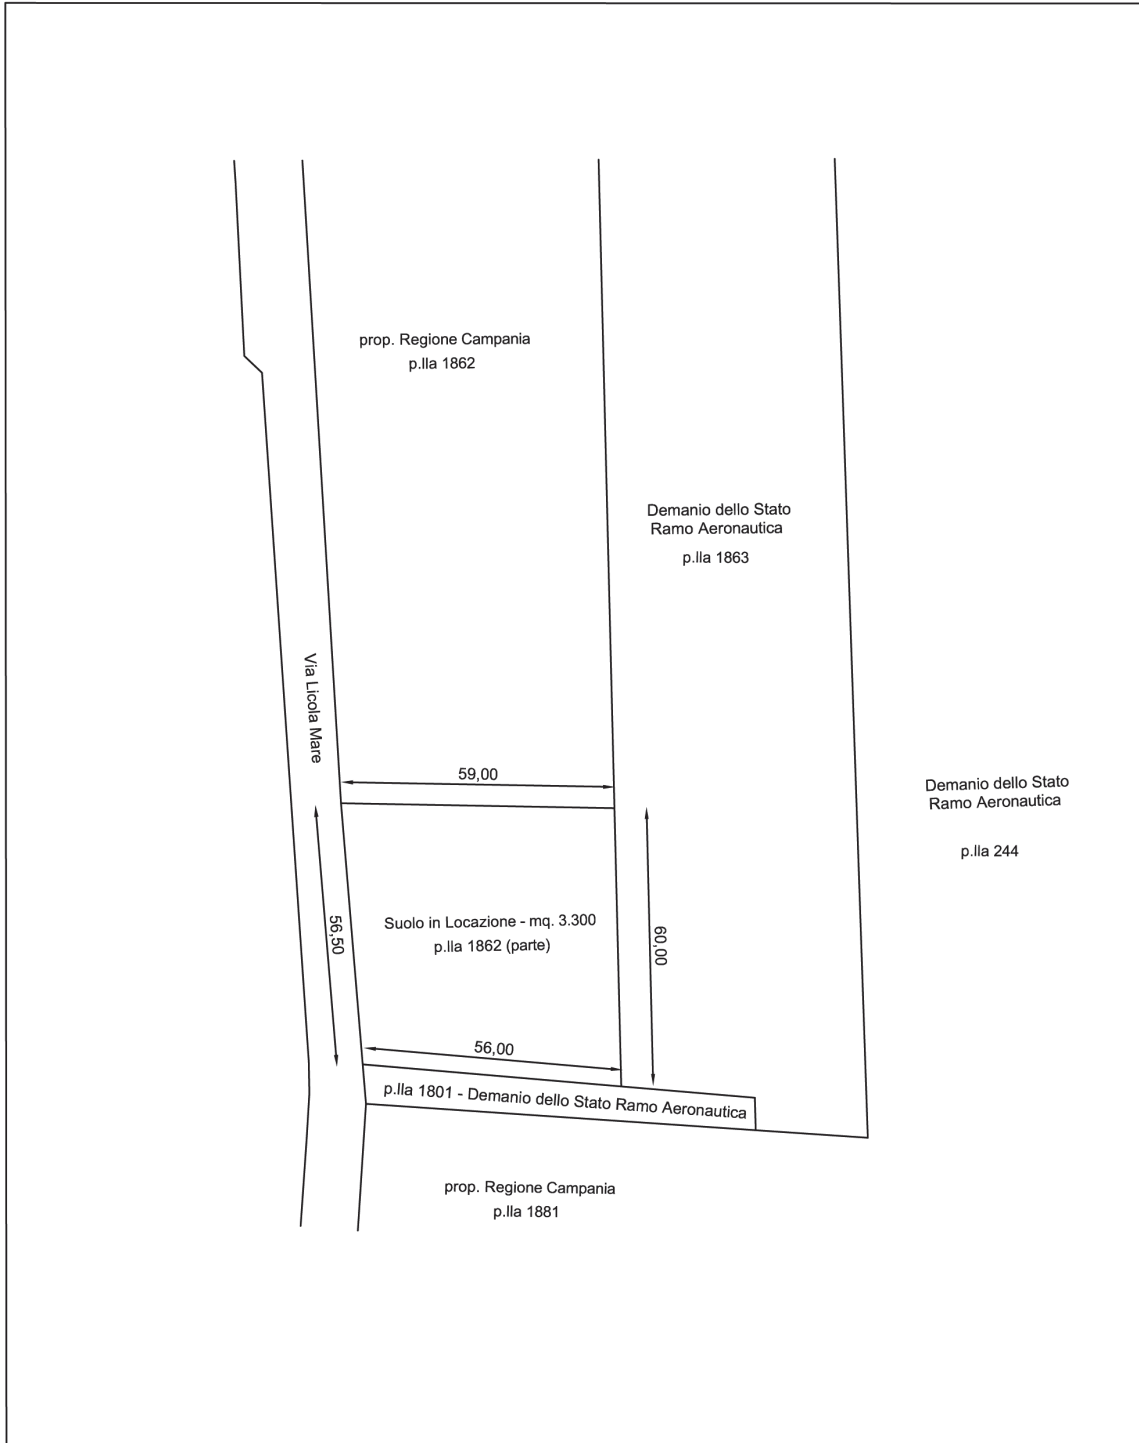 prop. Regione Campania
p.lla 1862
Demanio dello Stato
Ramo Aeronautica
p.lla 1863
Via Licola Mare
59,00
Demanio dello Stato
Ramo Aeronautica
p.lla 244
56,50
Suolo in Locazione - mq. 3.300
p.lla 1862 (parte)
60,00
56,00
p.lla 1801 - Demanio dello Stato Ramo Aeronautica
prop. Regione Campania
p.lla 1881